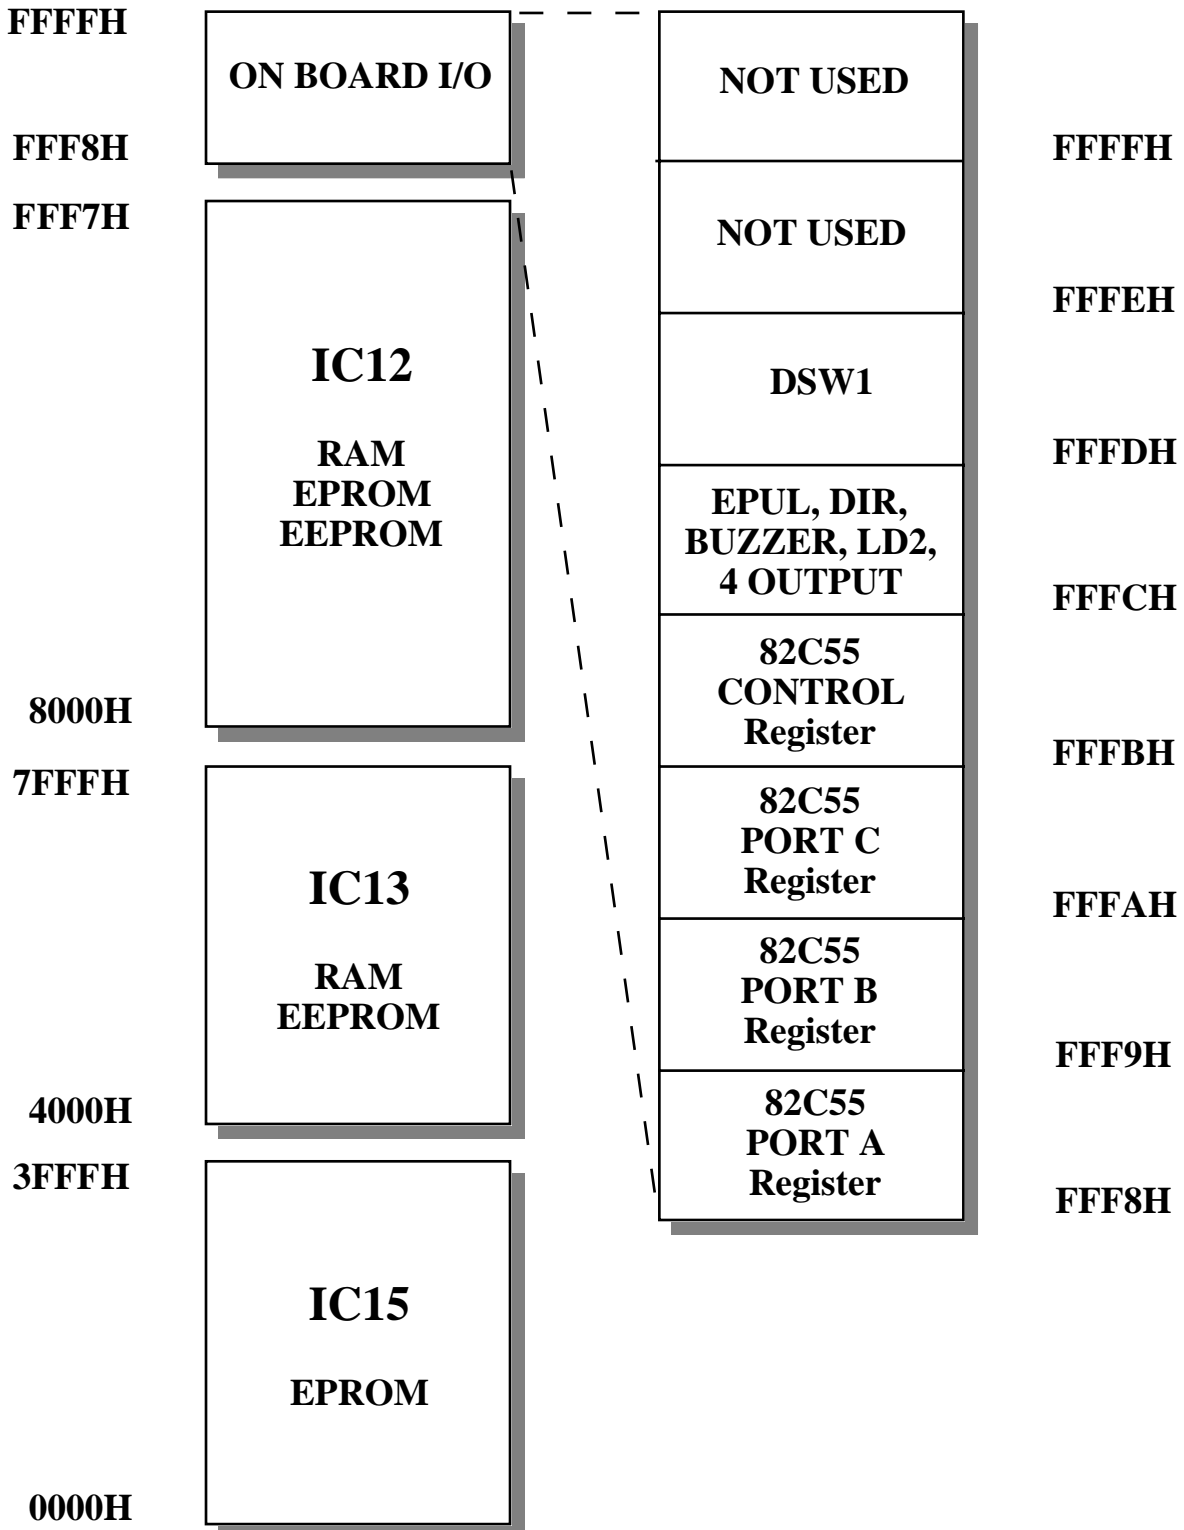 FFFFH
ON BOARD I/O
FFF8H
FFF7H
IC12
RAM
EPROM
EEPROM
8000H
7FFFH
IC13
RAM
EEPROM
4000H
3FFFH
IC15
EPROM
0000H
NOT USED
FFFFH
NOT USED
FFFEH
DSW1
FFFDH
EPUL, DIR,
BUZZER, LD2,
4 OUTPUT
FFFCH
82C55
CONTROL
Register
FFFBH
82C55
PORT C
Register
FFFAH
82C55
PORT B
Register
FFF9H
82C55
PORT A
Register
FFF8H